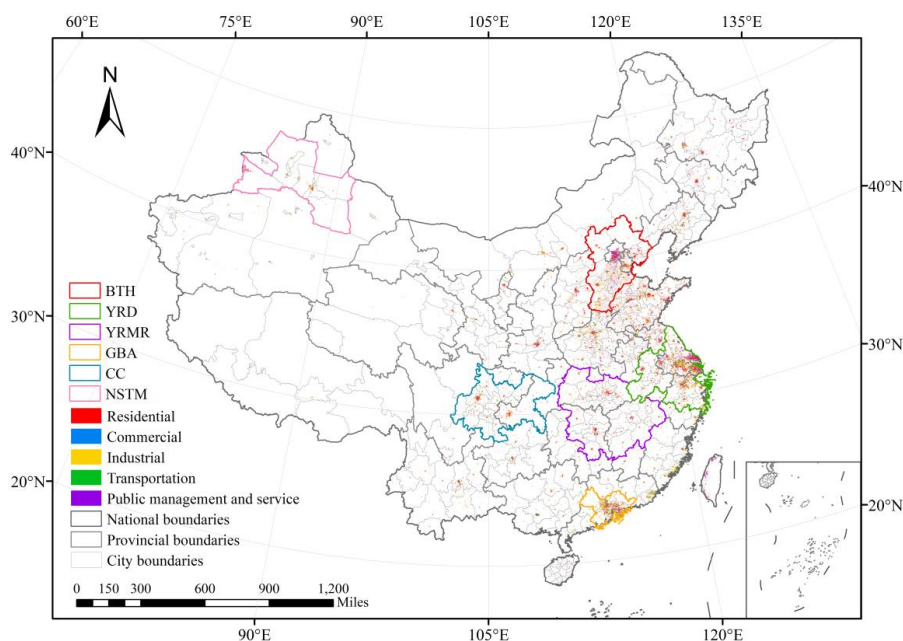 60°E 75°E 90°E 105°E 120°E 135°E
N
40°N
40°N
30°N
30°N
20°N
20°N
BTH
YRD
YRMR
GBA
CC
NSTM
Residential
Commercial
Industrial
Transportation
Public management and service
National boundaries
Provincial boundaries
City boundaries
0 150 300 600 900 1,200
Miles
90°E 105°E 120°E